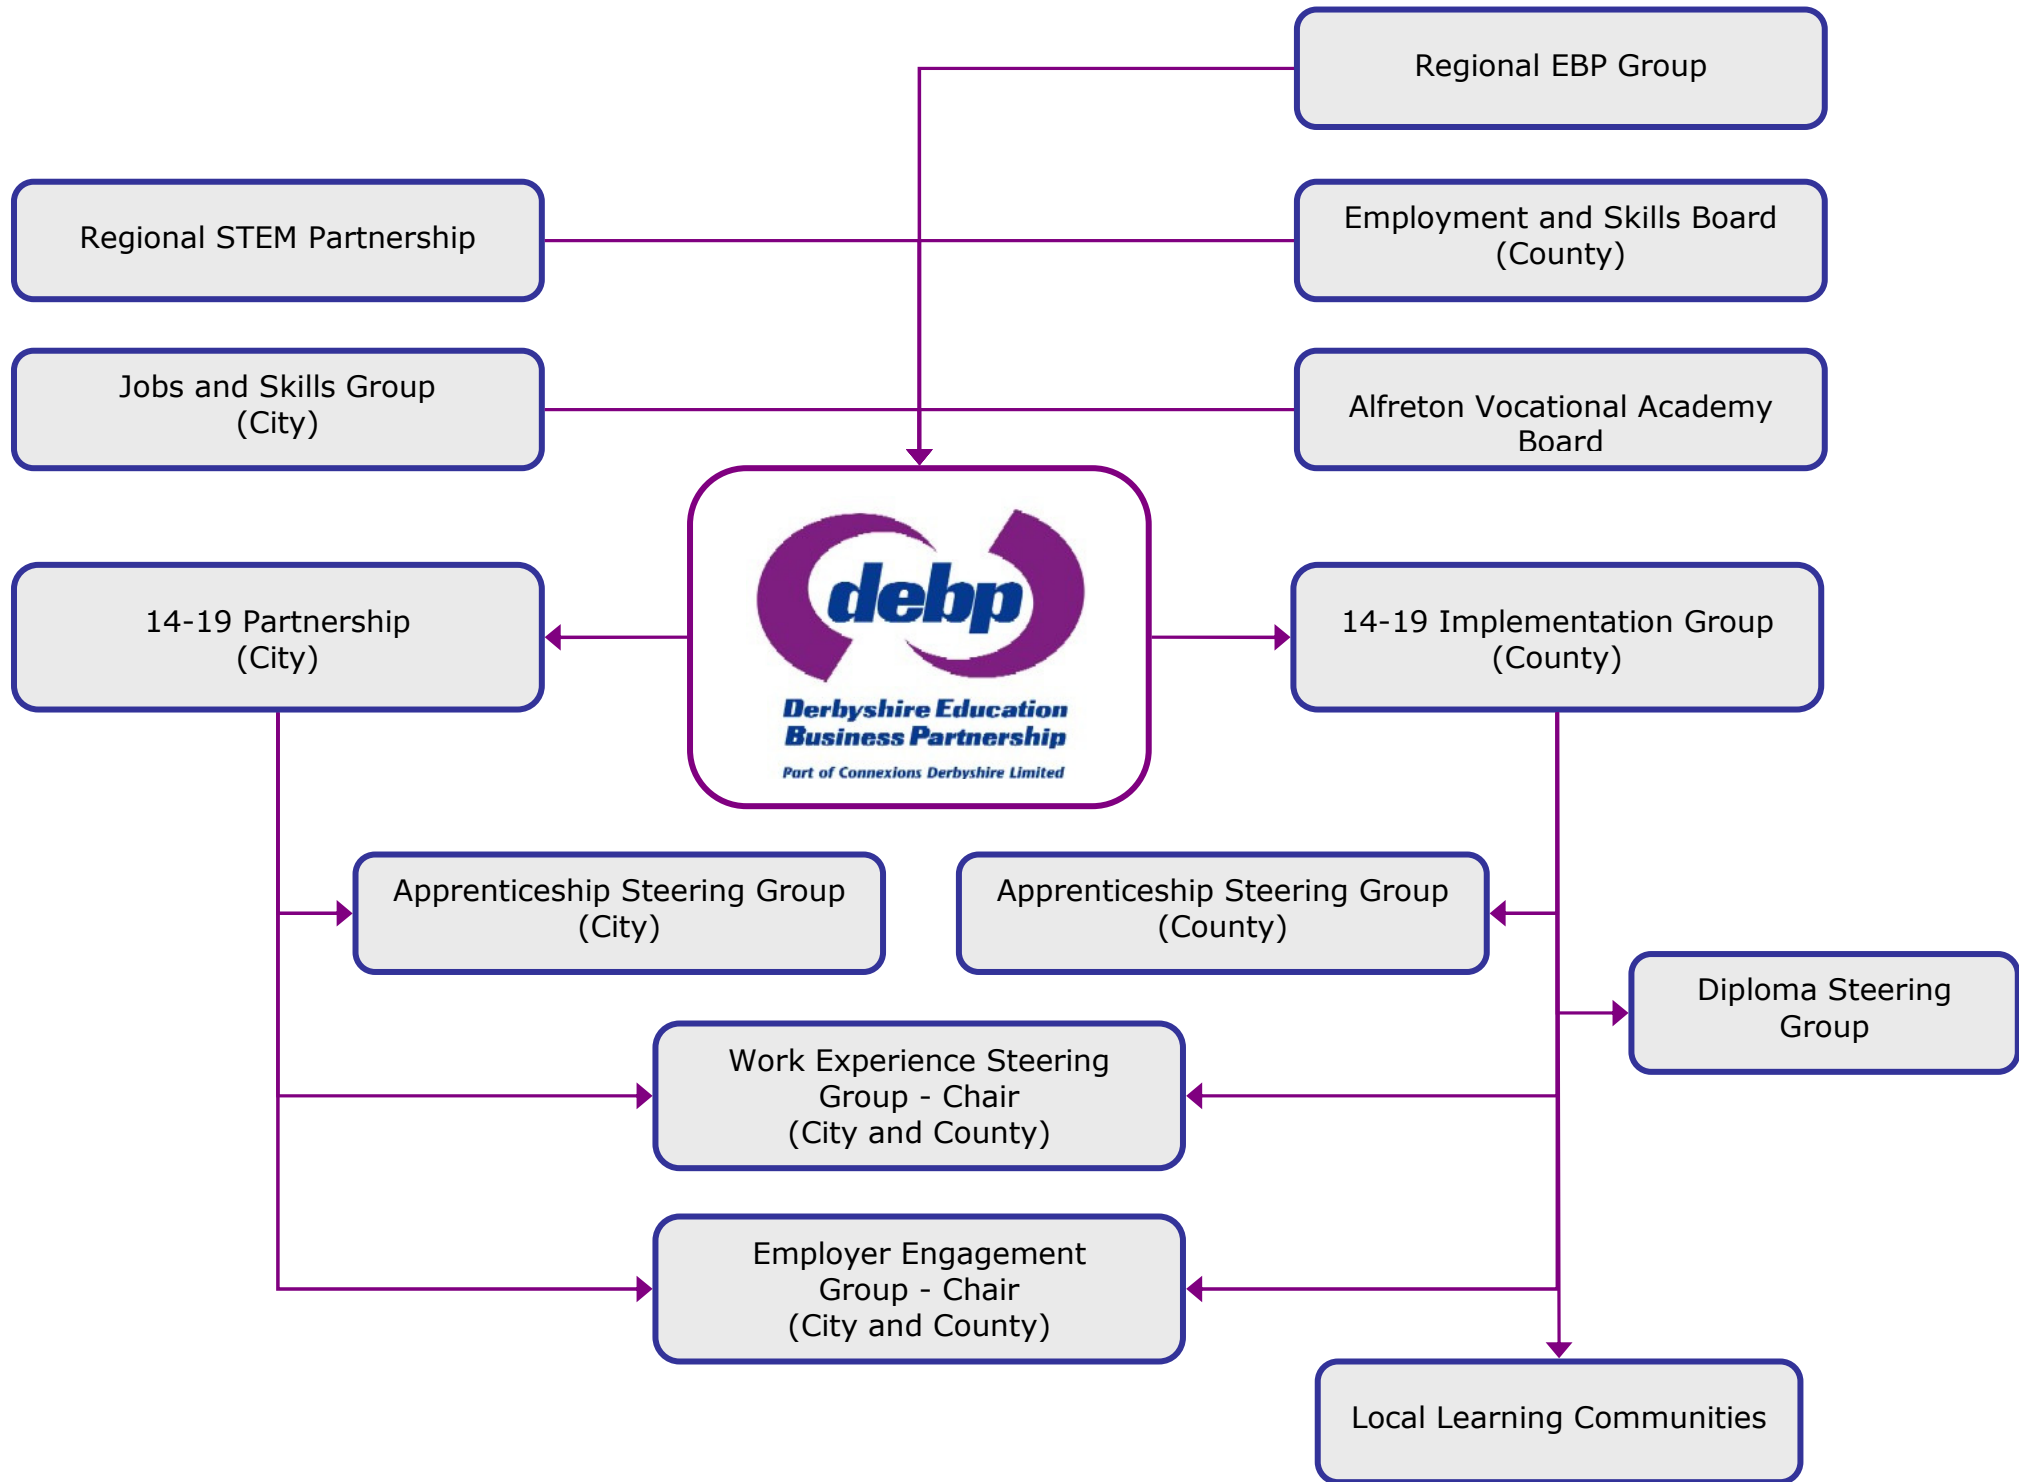 Regional EBP Group
Regional STEM Partnership
Employment and Skills Board
(County)
Jobs and Skills Group
(City)
Alfreton Vocational Academy
Board
debp
Derbyshire Education
Business Partnership
Part of Connexions Derbyshire Limited
14-19 Partnership
(City)
14-19 Implementation Group
(County)
Apprenticeship Steering Group
(City)
Apprenticeship Steering Group
(County)
Diploma Steering
Group
Work Experience Steering
Group - Chair
(City and County)
Employer Engagement
Group - Chair
(City and County)
Local Learning Communities